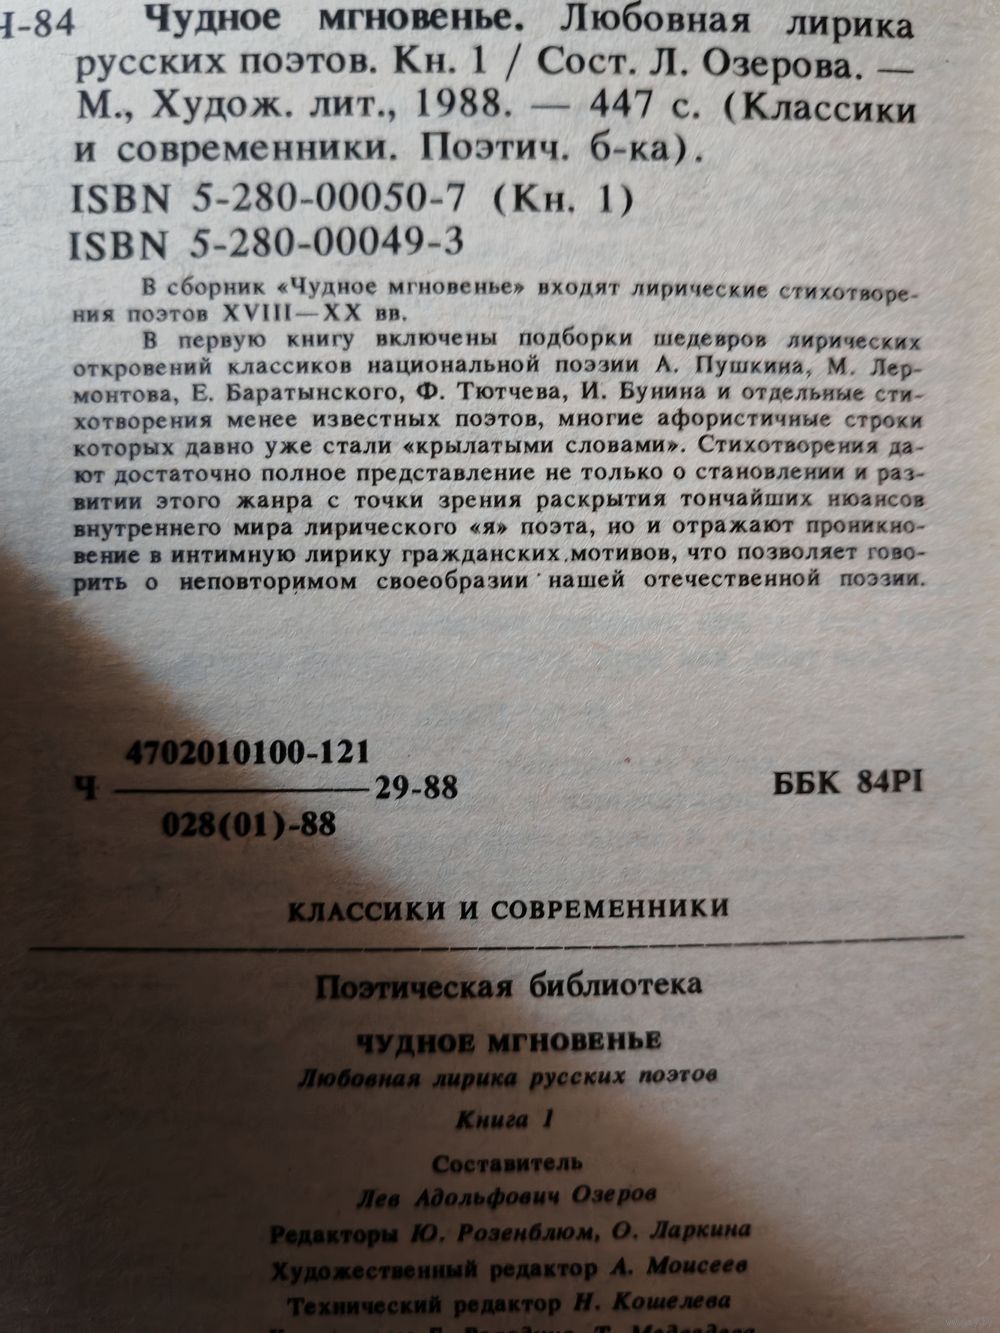 Ч-84 Чудное мгновенье. Любовная лирика
русских поэтов. Кн. 1 / Сост. Л. Озерова. —
М., Худож. лит., 1988. — 447 с. (Классики
и современники. Поэтич. б-ка).
ISBN 5-280-00050-7 (Кн. 1)
ISBN 5-280-00049-3
В сборник «Чудное мгновенье» входят лирические стихотворе-
ния поэтов XVIII—XX вв.
В первую книгу включены подборки шедевров лирических
откровений классиков национальной поэзии А. Пушкина, М. Лер-
монтова, Е. Баратынского, Ф. Тютчева, И. Бунина и отдельные сти-
хотворения менее известных поэтов, многие афористичные строки
которых давно уже стали «крылатыми словами». Стихотворения да-
ют достаточно полное представление не только о становлении и раз-
витии этого жанра с точки зрения раскрытия тончайших нюансов
внутреннего мира лирического «я» поэта, но и отражают проникно-
вение в интимную лирику гражданских мотивов, что позволяет гово-
рить о неповторимом своеобразии нашей отечественной поэзии.
4702010100-121
Ч ——— 29-88 ББК 84PI
028(01)-88
КЛАССИКИ И СОВРЕМЕННИКИ
Поэтическая библиотека
ЧУДНОЕ МГНОВЕНЬЕ
Любовная лирика русских поэтов
Книга 1
Составитель
Лев Адольфович Озеров
Редакторы Ю. Розенблюм, О. Ларкина
Художественный редактор А. Моисеев
Технический редактор Н. Кошелева